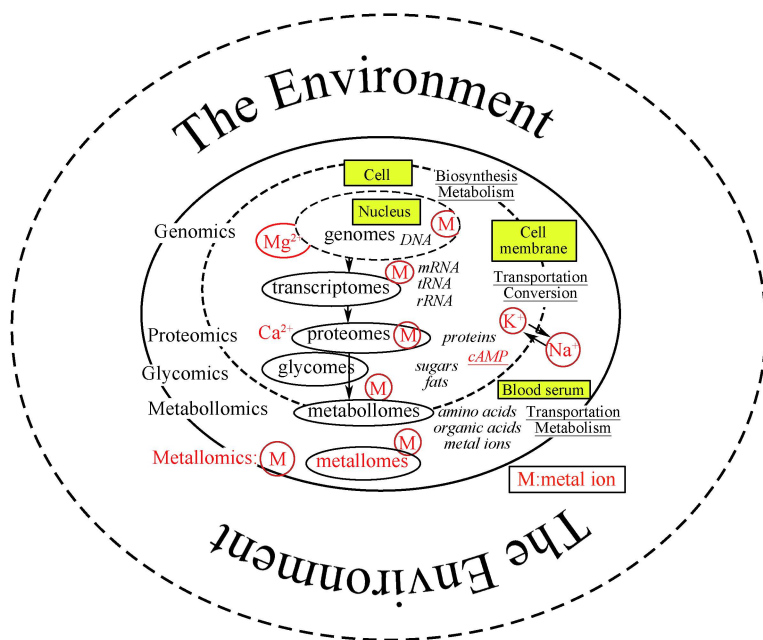 The Environment
Cell
Biosynthesis
Metabolism
Nucleus
M
Genomics
Mg²⁺
genomes DNA
Cell
membrane
M
mRNA
transcriptomes
tRNA
rRNA
Transportation
Conversion
K⁺
Proteomics
Ca²⁺
proteomes
M
proteins
Na⁺
cAMP
Glycomics
glycomes
sugars
fats
M
Blood serum
Metabollomics
metabollomes
amino acids
organic acids
metal ions
Transportation
Metabolism
Metallomics:
M
metallomes
M
M:metal ion
The Environment